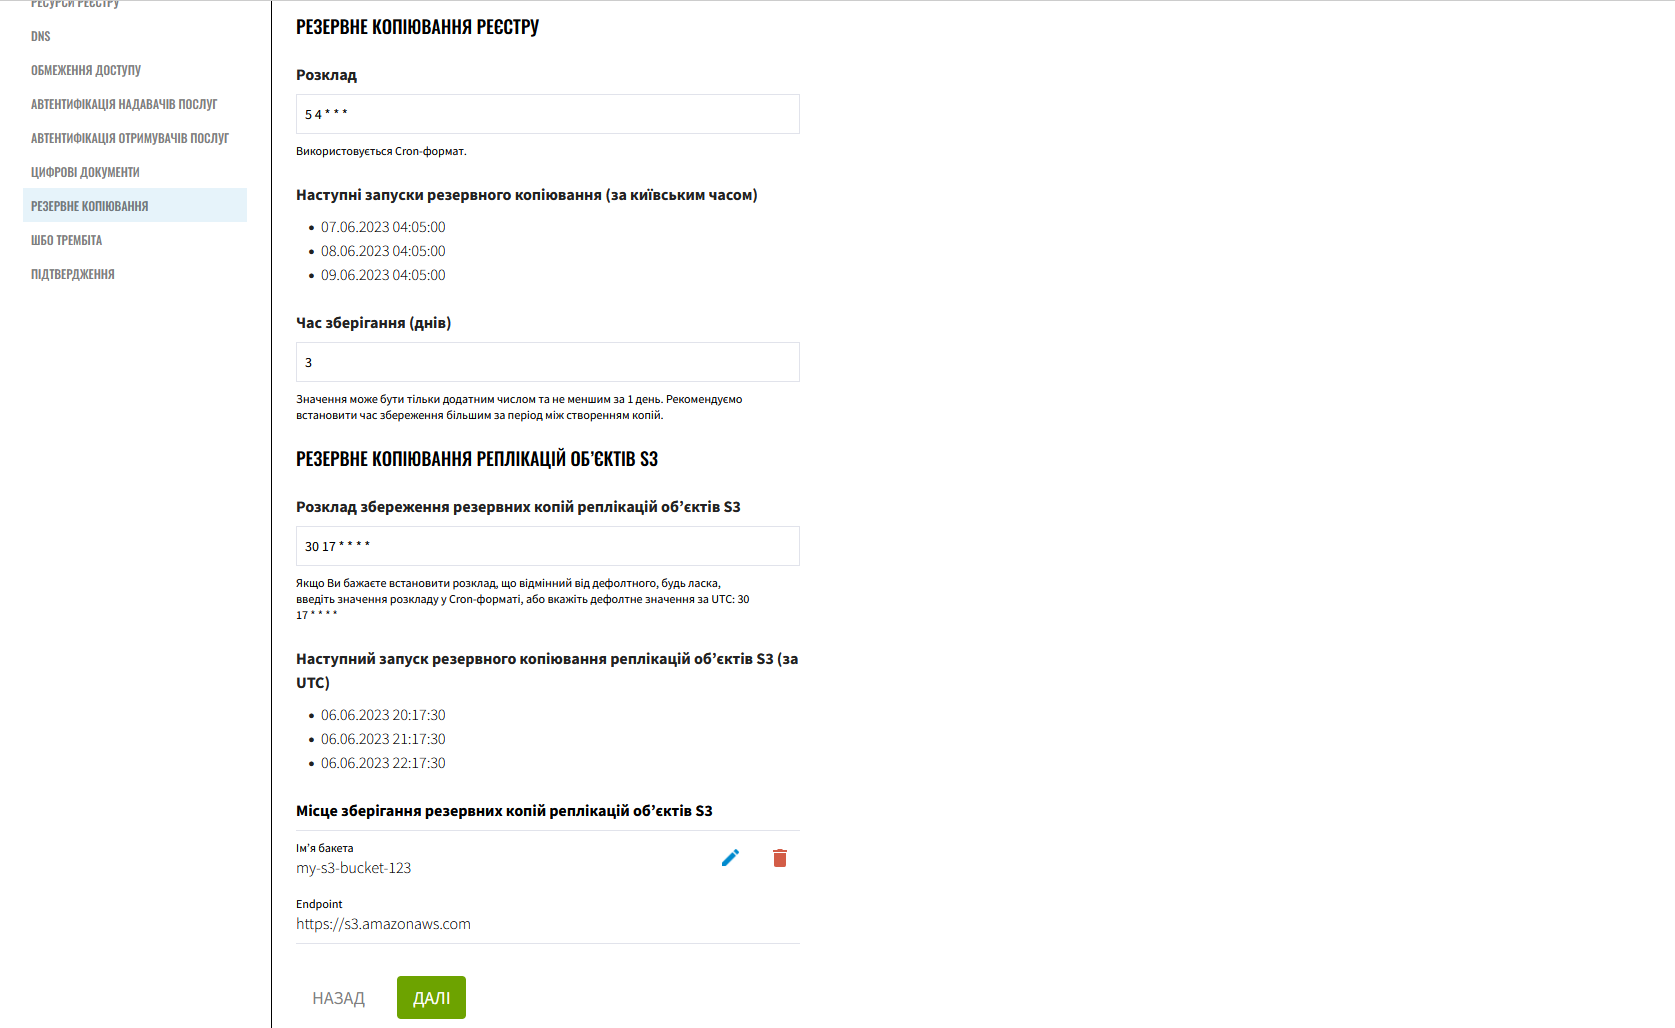 РЕСУРСИ РЕЄСТРУ
DNS
ОБМЕЖЕННЯ ДОСТУПУ
АВТЕНТИФІКАЦІЯ НАДАВАЧІВ ПОСЛУГ
АВТЕНТИФІКАЦІЯ ОТРИМУВАЧІВ ПОСЛУГ
ЦИФРОВІ ДОКУМЕНТИ
РЕЗЕРВНЕ КОПІЮВАННЯ
ШБО ТРЕМБІТА
ПІДТВЕРДЖЕННЯ
РЕЗЕРВНЕ КОПІЮВАННЯ РЕЄСТРУ
Розклад
5 4 * * *
Використовується Cron-формат.
Наступні запуски резервного копіювання (за київським часом)
• 07.06.2023 04:05:00
• 08.06.2023 04:05:00
• 09.06.2023 04:05:00
Час зберігання (днів)
3
Значення може бути тільки додатним числом та не меншим за 1 день. Рекомендуємо
встановити час збереження більшим за період між створенням копій.
РЕЗЕРВНЕ КОПІЮВАННЯ РЕПЛІКАЦІЙ ОБ’ЄКТІВ S3
Розклад збереження резервних копій реплікацій об’єктів S3
30 17 * * * *
Якщо Ви бажаєте встановити розклад, що відмінний від дефолтного, будь ласка,
введіть значення розкладу у Cron-форматі, або вкажіть дефолтне значення за UTC: 30
17 * * * *
Наступний запуск резервного копіювання реплікацій об’єктів S3 (за
UTC)
• 06.06.2023 20:17:30
• 06.06.2023 21:17:30
• 06.06.2023 22:17:30
Місце зберігання резервних копій реплікацій об’єктів S3
Ім’я бакета
my-s3-bucket-123
Endpoint
https://s3.amazonaws.com
НАЗАД
ДАЛІ